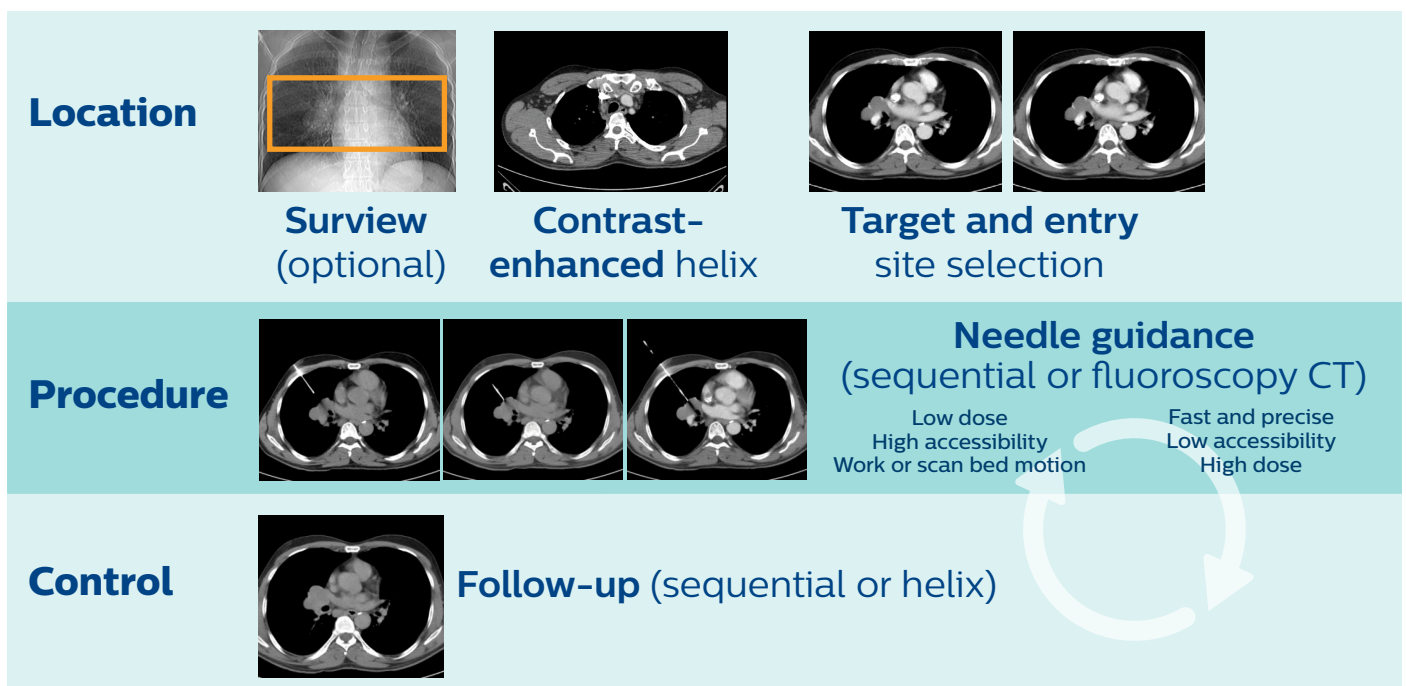 Location
Surview
(optional)
Contrast-
enhanced helix
Target and entry
site selection
Procedure
Needle guidance
(sequential or fluoroscopy CT)
Low dose
High accessibility
Work or scan bed motion
Fast and precise
Low accessibility
High dose
Control
Follow-up (sequential or helix)